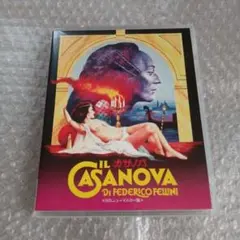 IL
カサノバ
CASANOVA
DI FEDERICO FELLINI